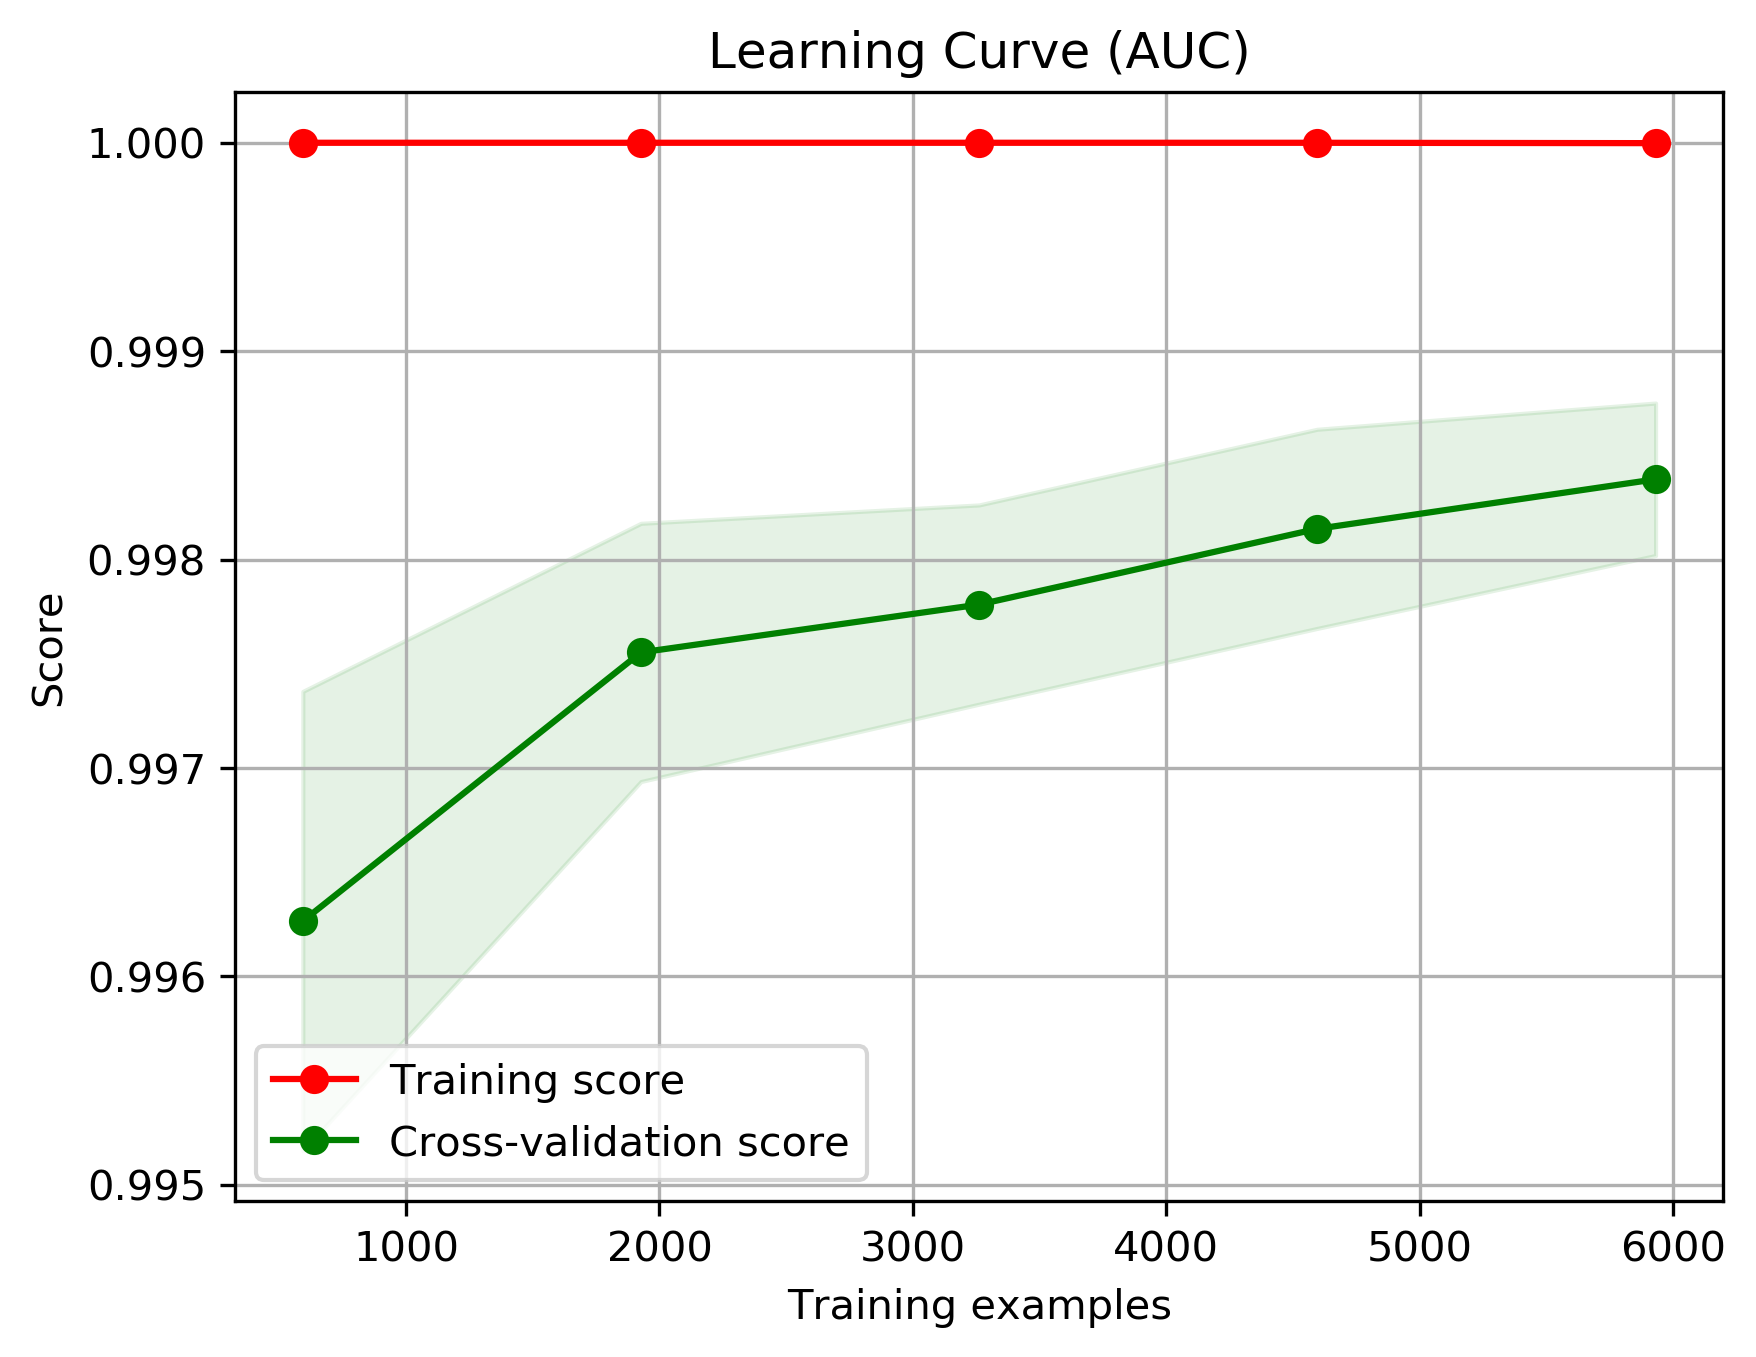 Learning Curve (AUC)
1.000
0.999
0.998
0.997
0.996
0.995
Score
Training score
Cross-validation score
1000 2000 3000 4000 5000 6000
Training examples